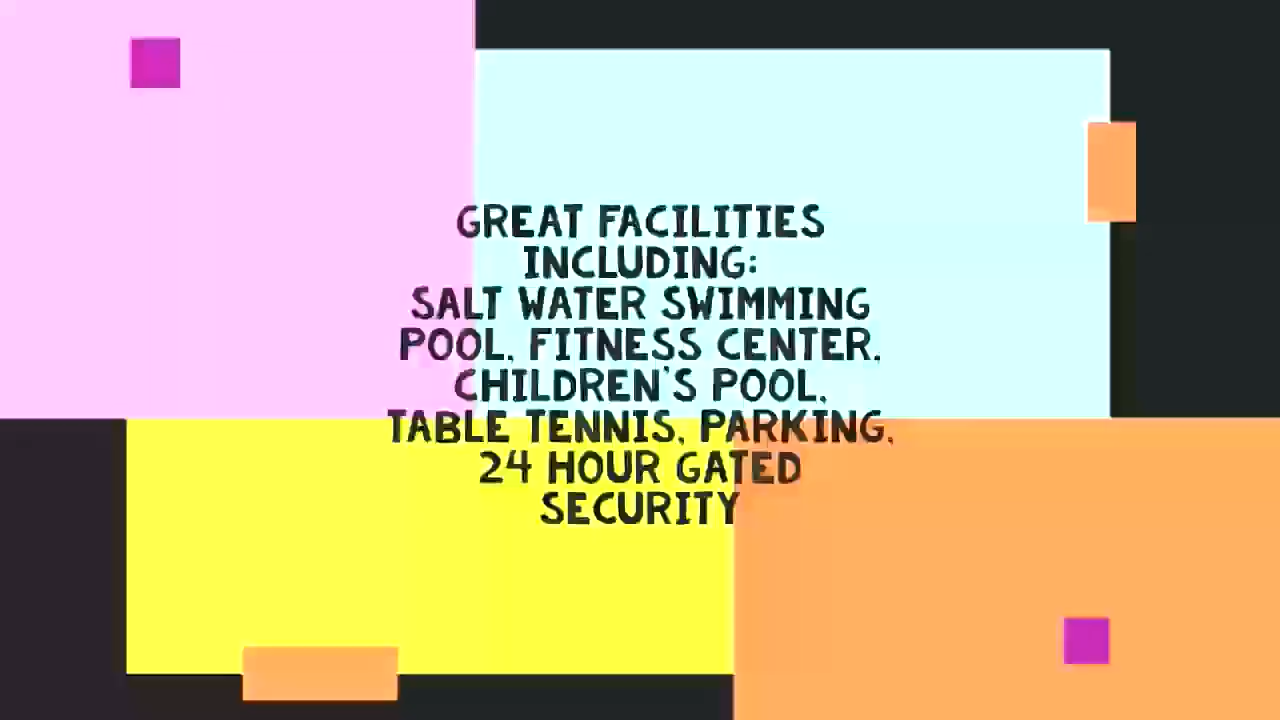 GREAT FACILITIES
INCLUDING:
SALT WATER SWIMMING
POOL, FITNESS CENTER,
CHILDREN'S POOL,
TABLE TENNIS, PARKING,
24 HOUR GATED
SECURITY